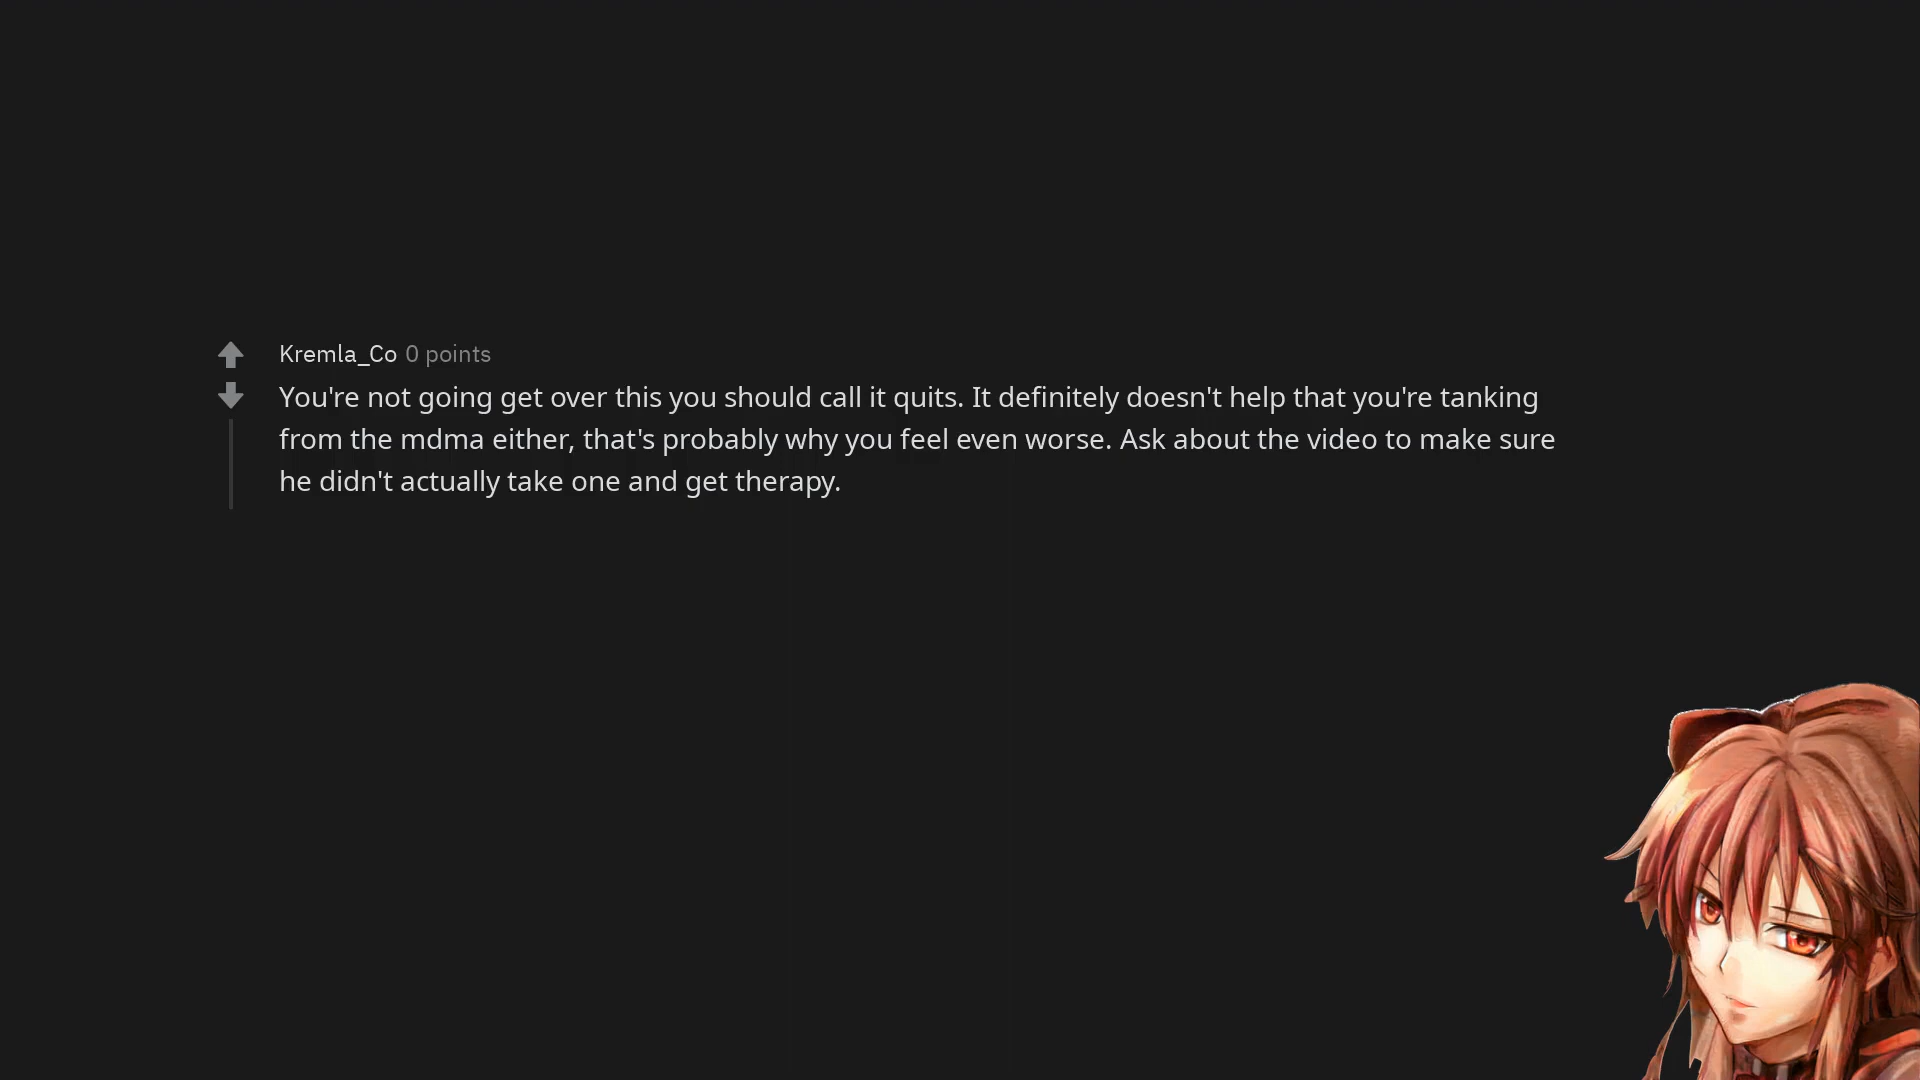 Kremla_Co 0 points
You're not going get over this you should call it quits. It definitely doesn't help that you're tanking
from the mdma either, that's probably why you feel even worse. Ask about the video to make sure
he didn't actually take one and get therapy.